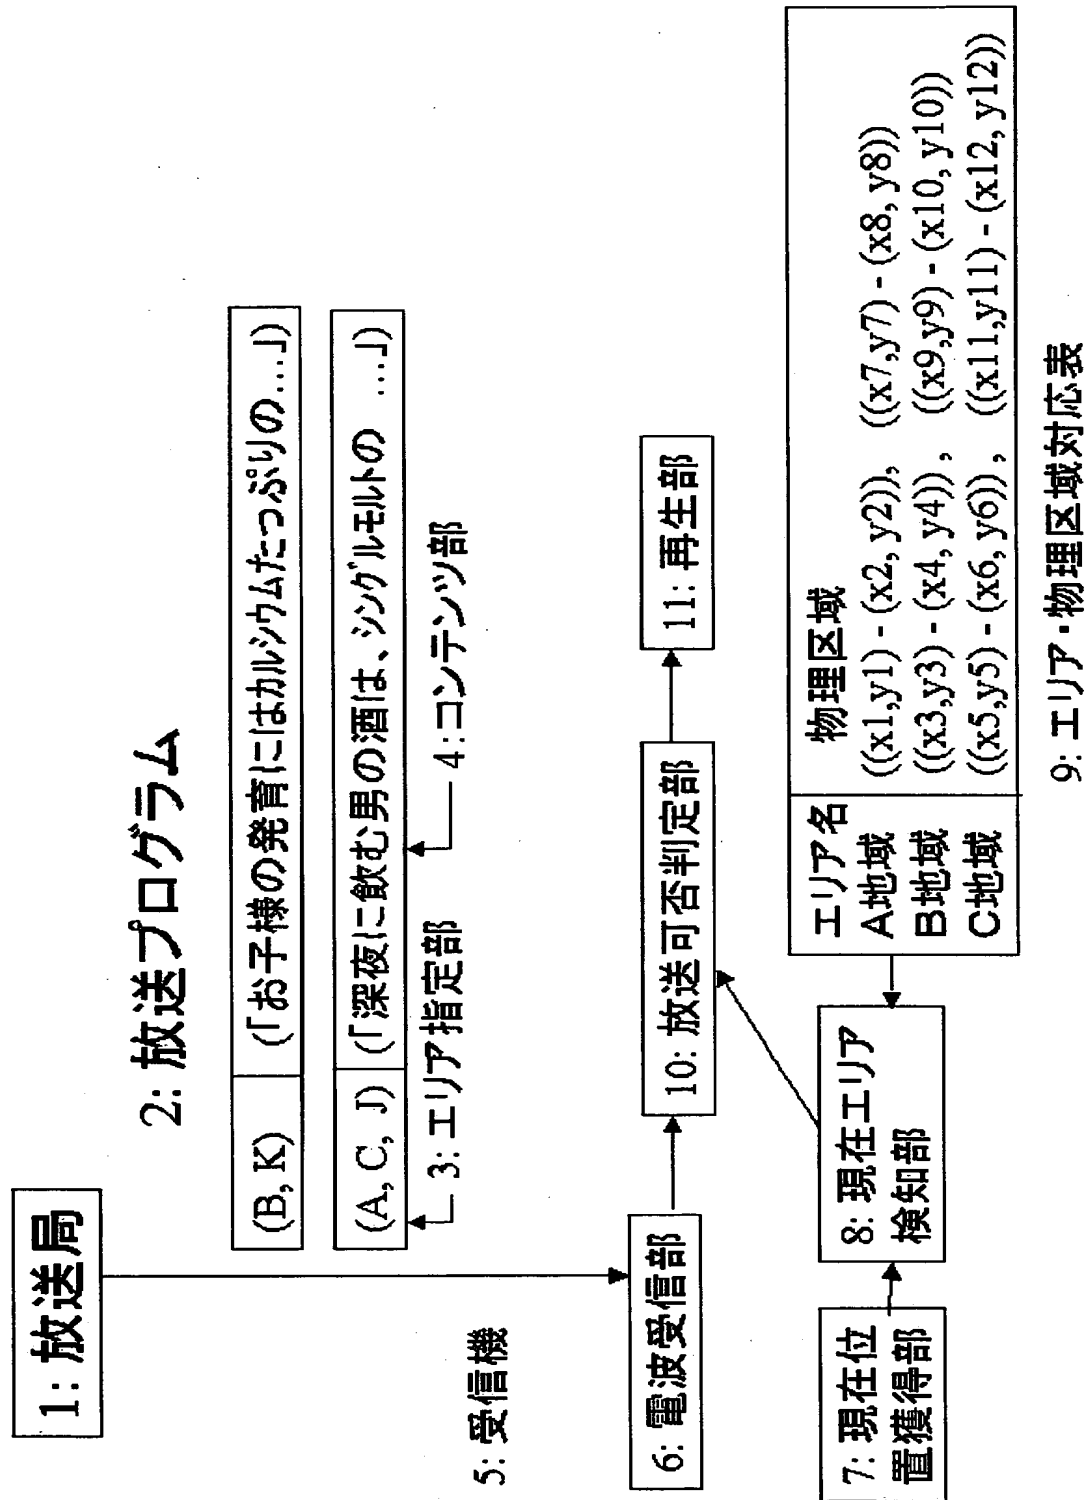 1: 放送局
2: 放送プログラム
(B, K) (「お子様の発育にはカルシウムたっぷりの....」)
(A, C, J) (「深夜に飲む男の酒は、シングルモルトの ....」)
3: エリア指定部
4:コンテンツ部
5: 受信機
6: 電波受信部
10: 放送可否判定部
11: 再生部
7: 現在位
置獲得部
8: 現在エリア
検知部
エリア名 物理区域
A地域 ((x1,y1) - (x2, y2)), ((x7,y7) - (x8, y8))
B地域 ((x3,y3) - (x4, y4)), ((x9,y9) - (x10, y10))
C地域 ((x5,y5) - (x6, y6)), ((x11,y11) - (x12, y12))
9: エリア・物理区域対応表